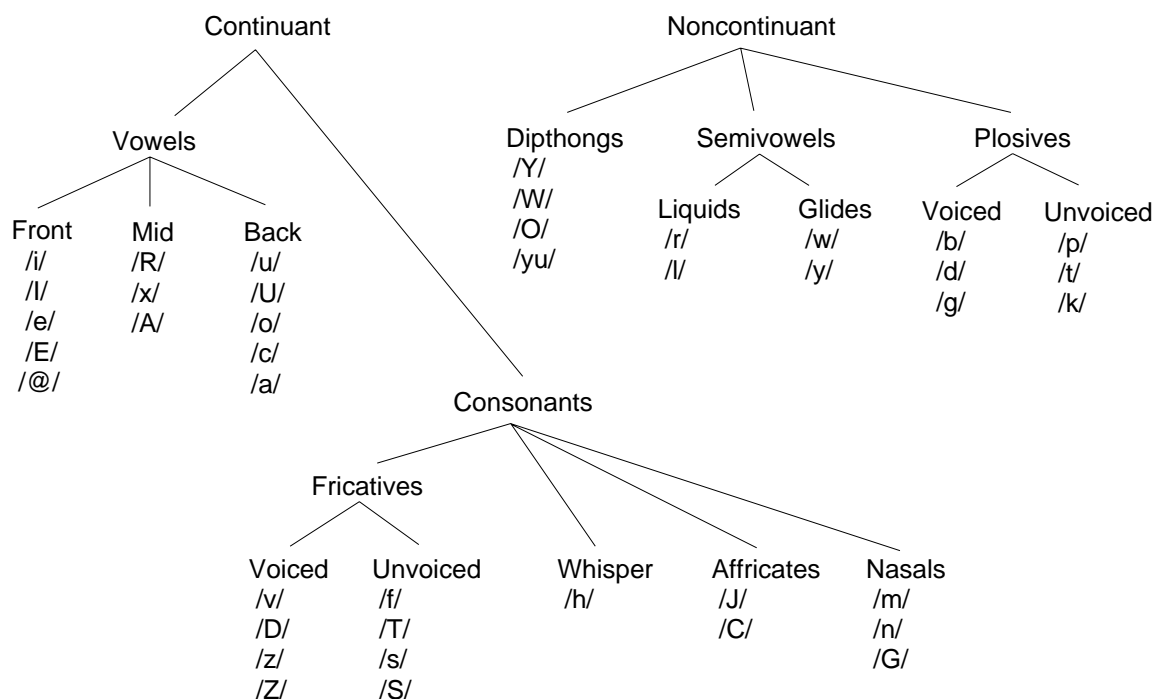 Continuant
Noncontinuant
Vowels
Dipthongs
/Y/
/W/
/O/
/yu/
Semivowels
Plosives
Front
/i/
/I/
/e/
/E/
/@/
Mid
/R/
/x/
/A/
Back
/u/
/U/
/o/
/c/
/a/
Liquids
/r/
/l/
Glides
/w/
/y/
Voiced
/b/
/d/
/g/
Unvoiced
/p/
/t/
/k/
Consonants
Fricatives
Voiced
/v/
/D/
/z/
/Z/
Unvoiced
/f/
/T/
/s/
/S/
Whisper
/h/
Affricates
/J/
/C/
Nasals
/m/
/n/
/G/